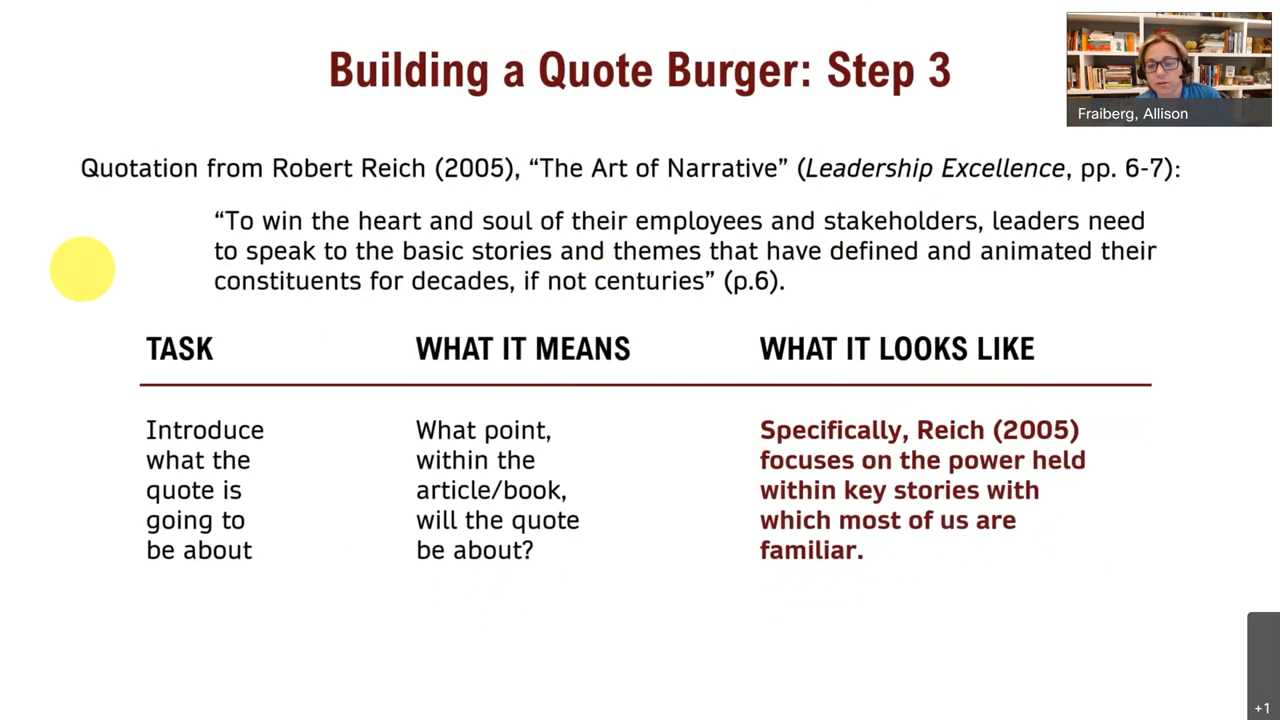 Building a Quote Burger: Step 3
Fraiberg, Allison
Quotation from Robert Reich (2005), “The Art of Narrative” (Leadership Excellence, pp. 6-7):
“To win the heart and soul of their employees and stakeholders, leaders need
to speak to the basic stories and themes that have defined and animated their
constituents for decades, if not centuries” (p.6).
TASK
WHAT IT MEANS
WHAT IT LOOKS LIKE
Introduce
what the
quote is
going to
be about
What point,
within the
article/book,
will the quote
be about?
Specifically, Reich (2005)
focuses on the power held
within key stories with
which most of us are
familiar.
+1